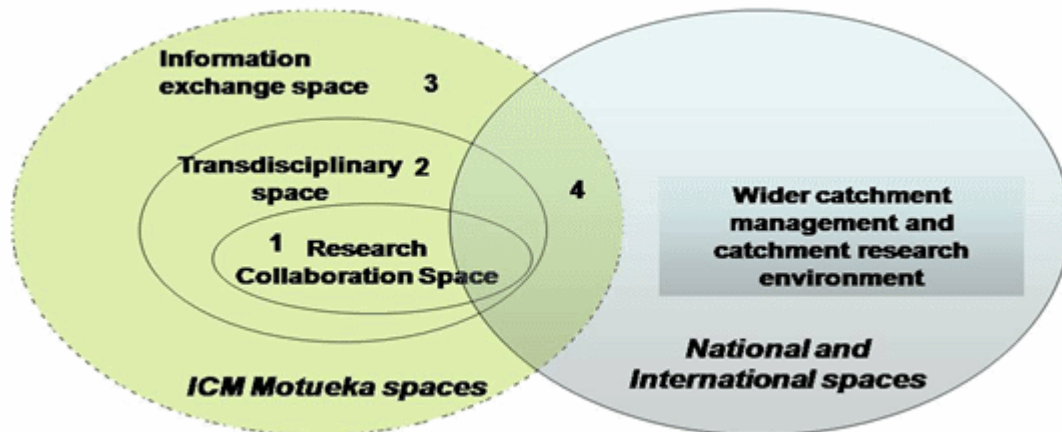 Information
exchange space
3
Transdisciplinary 2
space
4
1
Research
Collaboration Space
ICM Motueka spaces
Wider catchment
management and
catchment research
environment
National and
International spaces